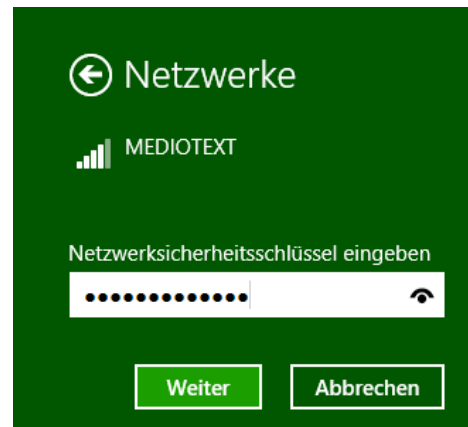 Netzwerke
MEDIOTEXT
Netzwerksicherheitsschlüssel eingeben
•••••••••••••
Weiter
Abbrechen